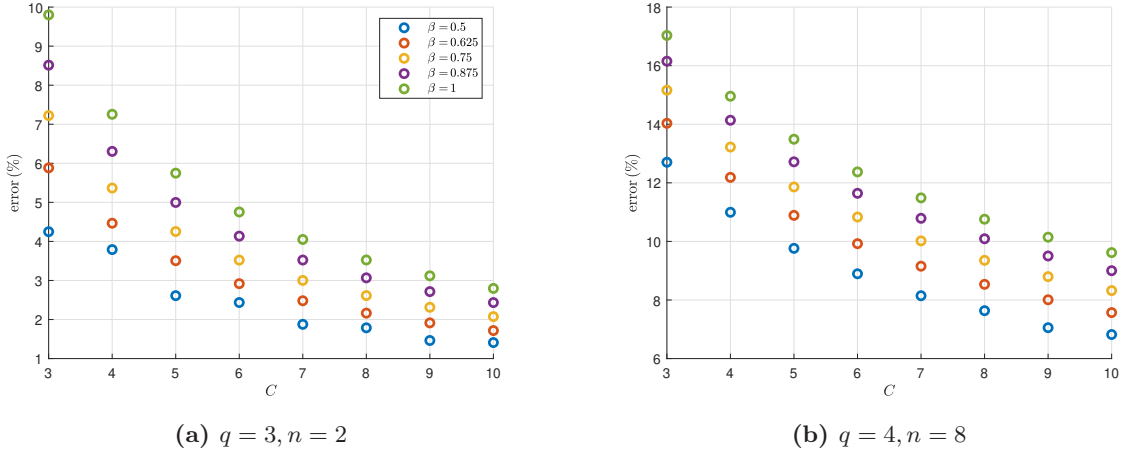 10
9
8
7
6
5
4
3
2
1
error (%)
3 4 5 6 7 8 9 10
C
β = 0.5
β = 0.625
β = 0.75
β = 0.875
β = 1
(a) q = 3, n = 2
18
16
14
12
10
8
6
error (%)
3 4 5 6 7 8 9 10
C
(b) q = 4, n = 8